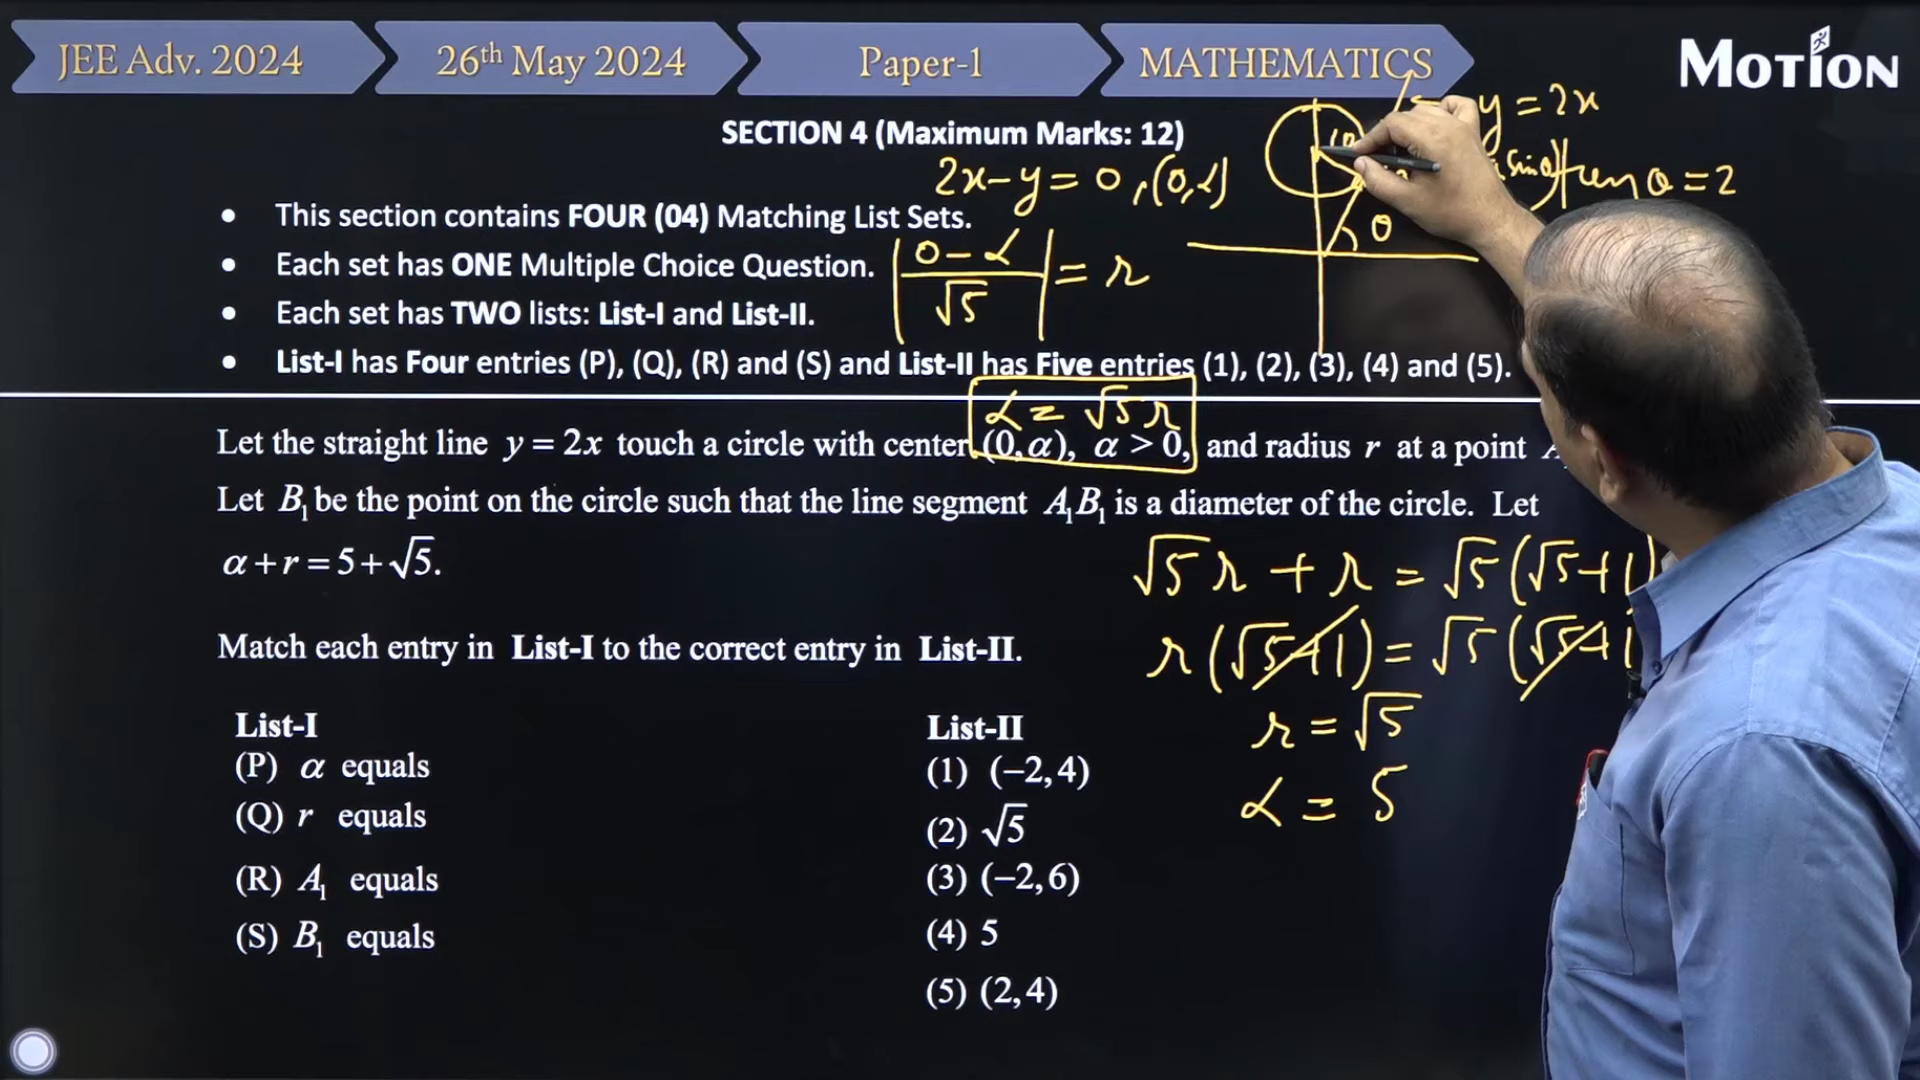 JEE Adv. 2024
26th May 2024
Paper-1
MATHEMATICS
MOTION
SECTION 4 (Maximum Marks: 12)
y = 2x
2x-y = 0, (0,α)
tan θ = 2
θ
• This section contains FOUR (04) Matching List Sets.
• Each set has ONE Multiple Choice Question.
• Each set has TWO lists: List-I and List-II.
|0-α/√5| = r
• List-I has Four entries (P), (Q), (R) and (S) and List-II has Five entries (1), (2), (3), (4) and (5).
α = √5 r
Let the straight line y = 2x touch a circle with center (0,α), α > 0, and radius r at a point
Let B₁ be the point on the circle such that the line segment A₁B₁ is a diameter of the circle. Let
α + r = 5 + √5.
√5 r + r = √5 (√5+1
r (√5+1) = √5 (√5+1
r = √5
α = 5
Match each entry in List-I to the correct entry in List-II.
List-I
(P) α equals
(Q) r equals
(R) A₁ equals
(S) B₁ equals
List-II
(1) (−2,4)
(2) √5
(3) (−2,6)
(4) 5
(5) (2,4)